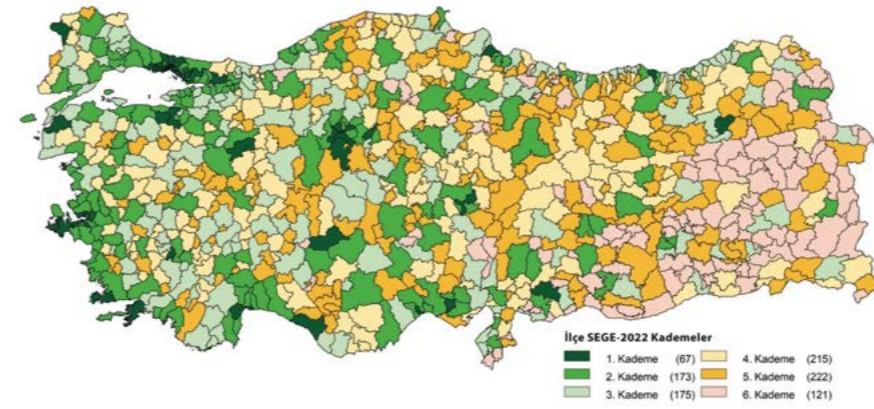 İlçe SEGE-2022 Kademeler
1. Kademe (67) 4. Kademe (215)
2. Kademe (173) 5. Kademe (222)
3. Kademe (175) 6. Kademe (121)